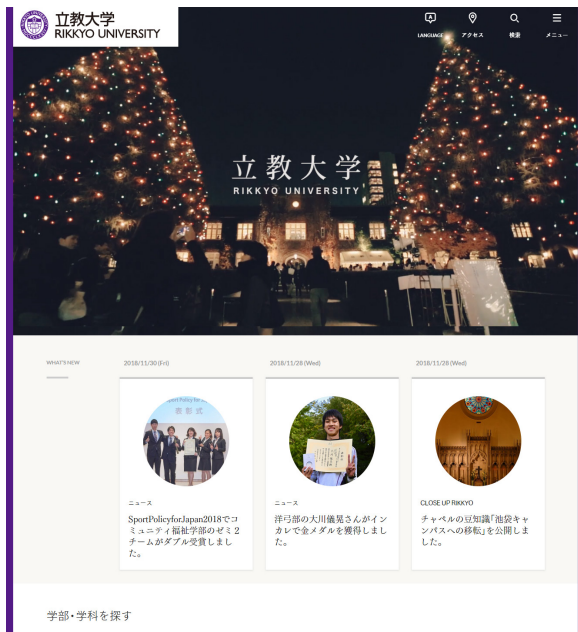 立教大学
RIKKYO UNIVERSITY
LANGUAGE
アクセス
検索
メニュー
立教大学
RIKKYO UNIVERSITY
WHAT'S NEW
2018/11/30 (Fri)
表彰式
ニュース
SportPolicyforJapan2018でコ
ミュニティ福祉学部のゼミ2
チームがダブル受賞しまし
た。
2018/11/28 (Wed)
ニュース
洋弓部の大川儀晃さんがイン
カレで金メダルを獲得しまし
た。
2018/11/28 (Wed)
CLOSE UP RIKKYO
チャペルの豆知識「池袋キャ
ンパスへの移転」を公開しま
した。
学部・学科を探す